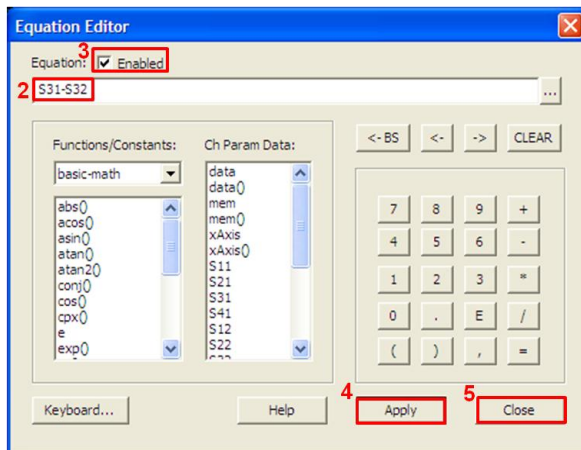 Equation Editor
3
Equation: Enabled
2 S31-S32 ...
Functions/Constants: Ch Param Data:
<- BS <- -> CLEAR
basic-math
abs()
acos()
asin()
atan()
atan2()
conj()
cos()
cpx()
e
exp()
data
data()
mem
mem()
xAxis
xAxis()
S11
S21
S31
S41
S12
S22
7 8 9 +
4 5 6 -
1 2 3 *
0 . E /
( ) , =
4 5
Keyboard... Help Apply Close